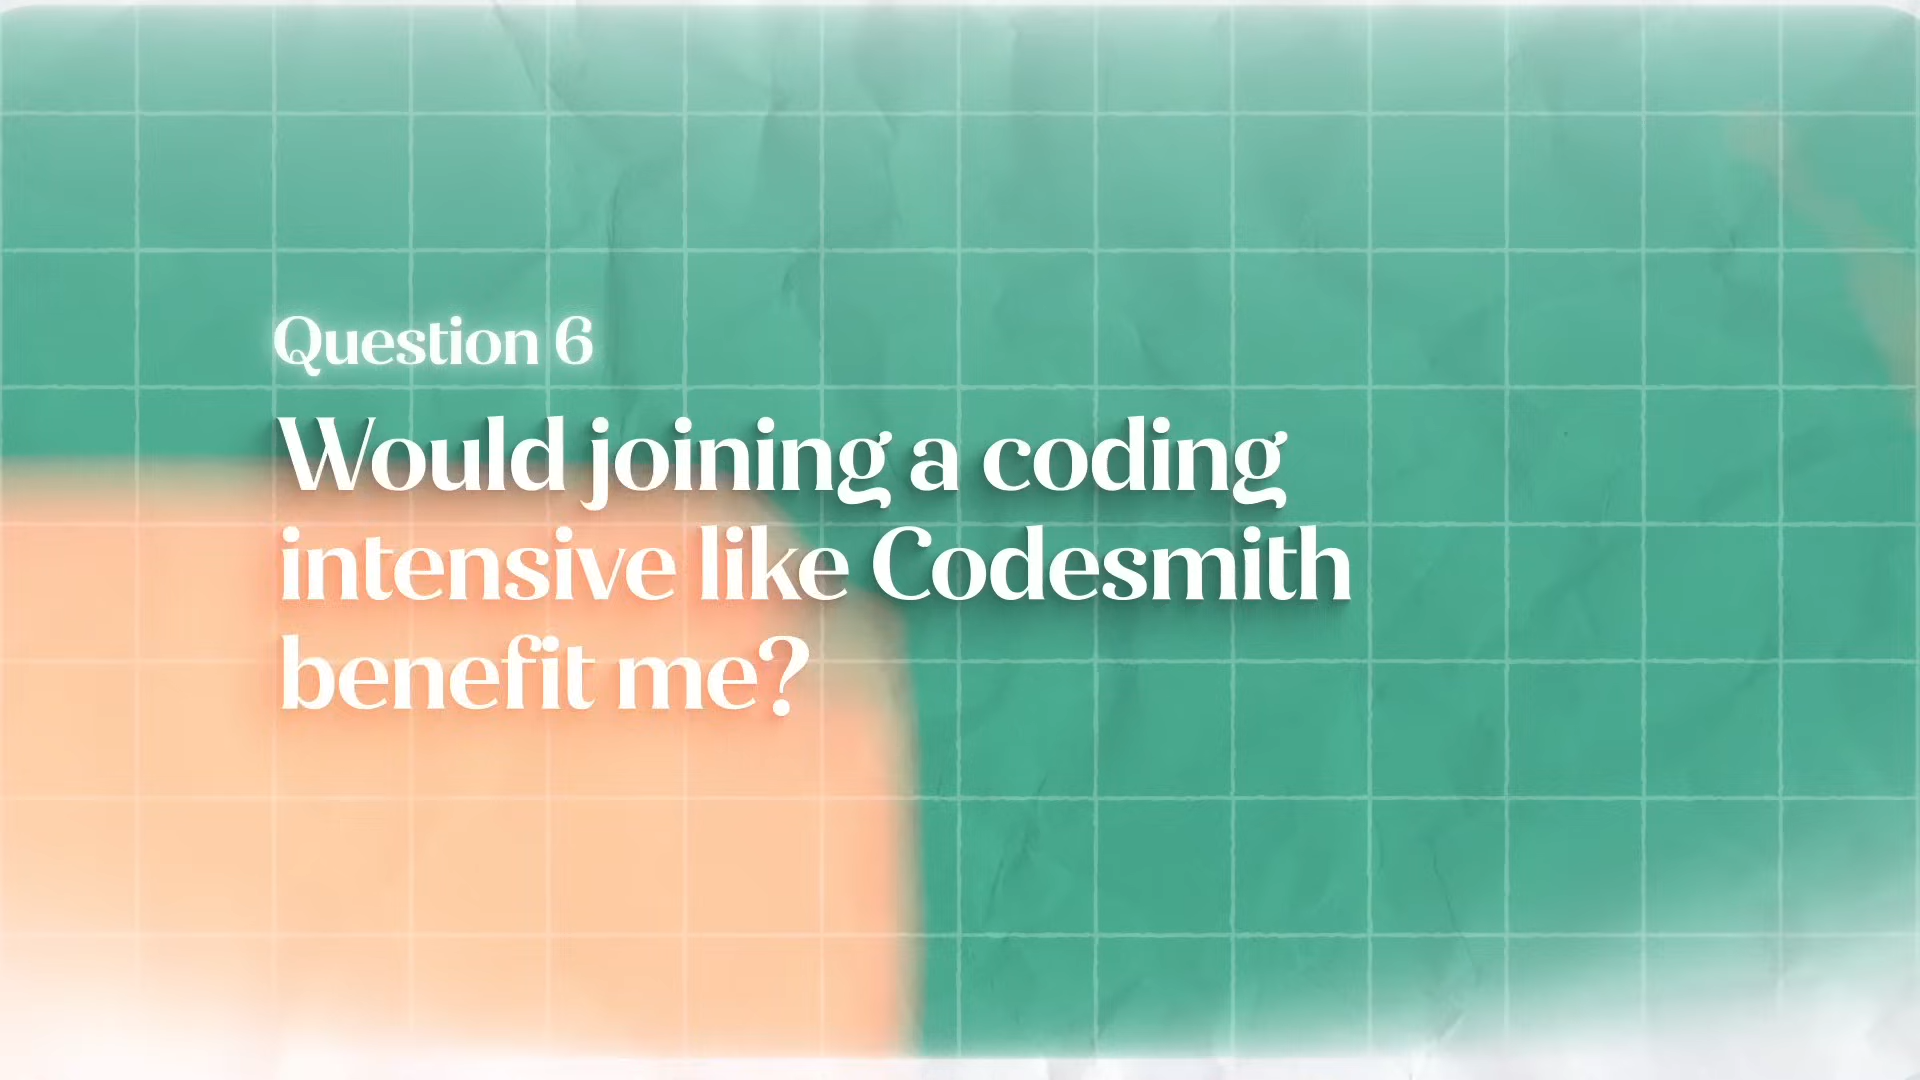 Question 6
Would joining a coding
intensive like Codesmith
benefit me?